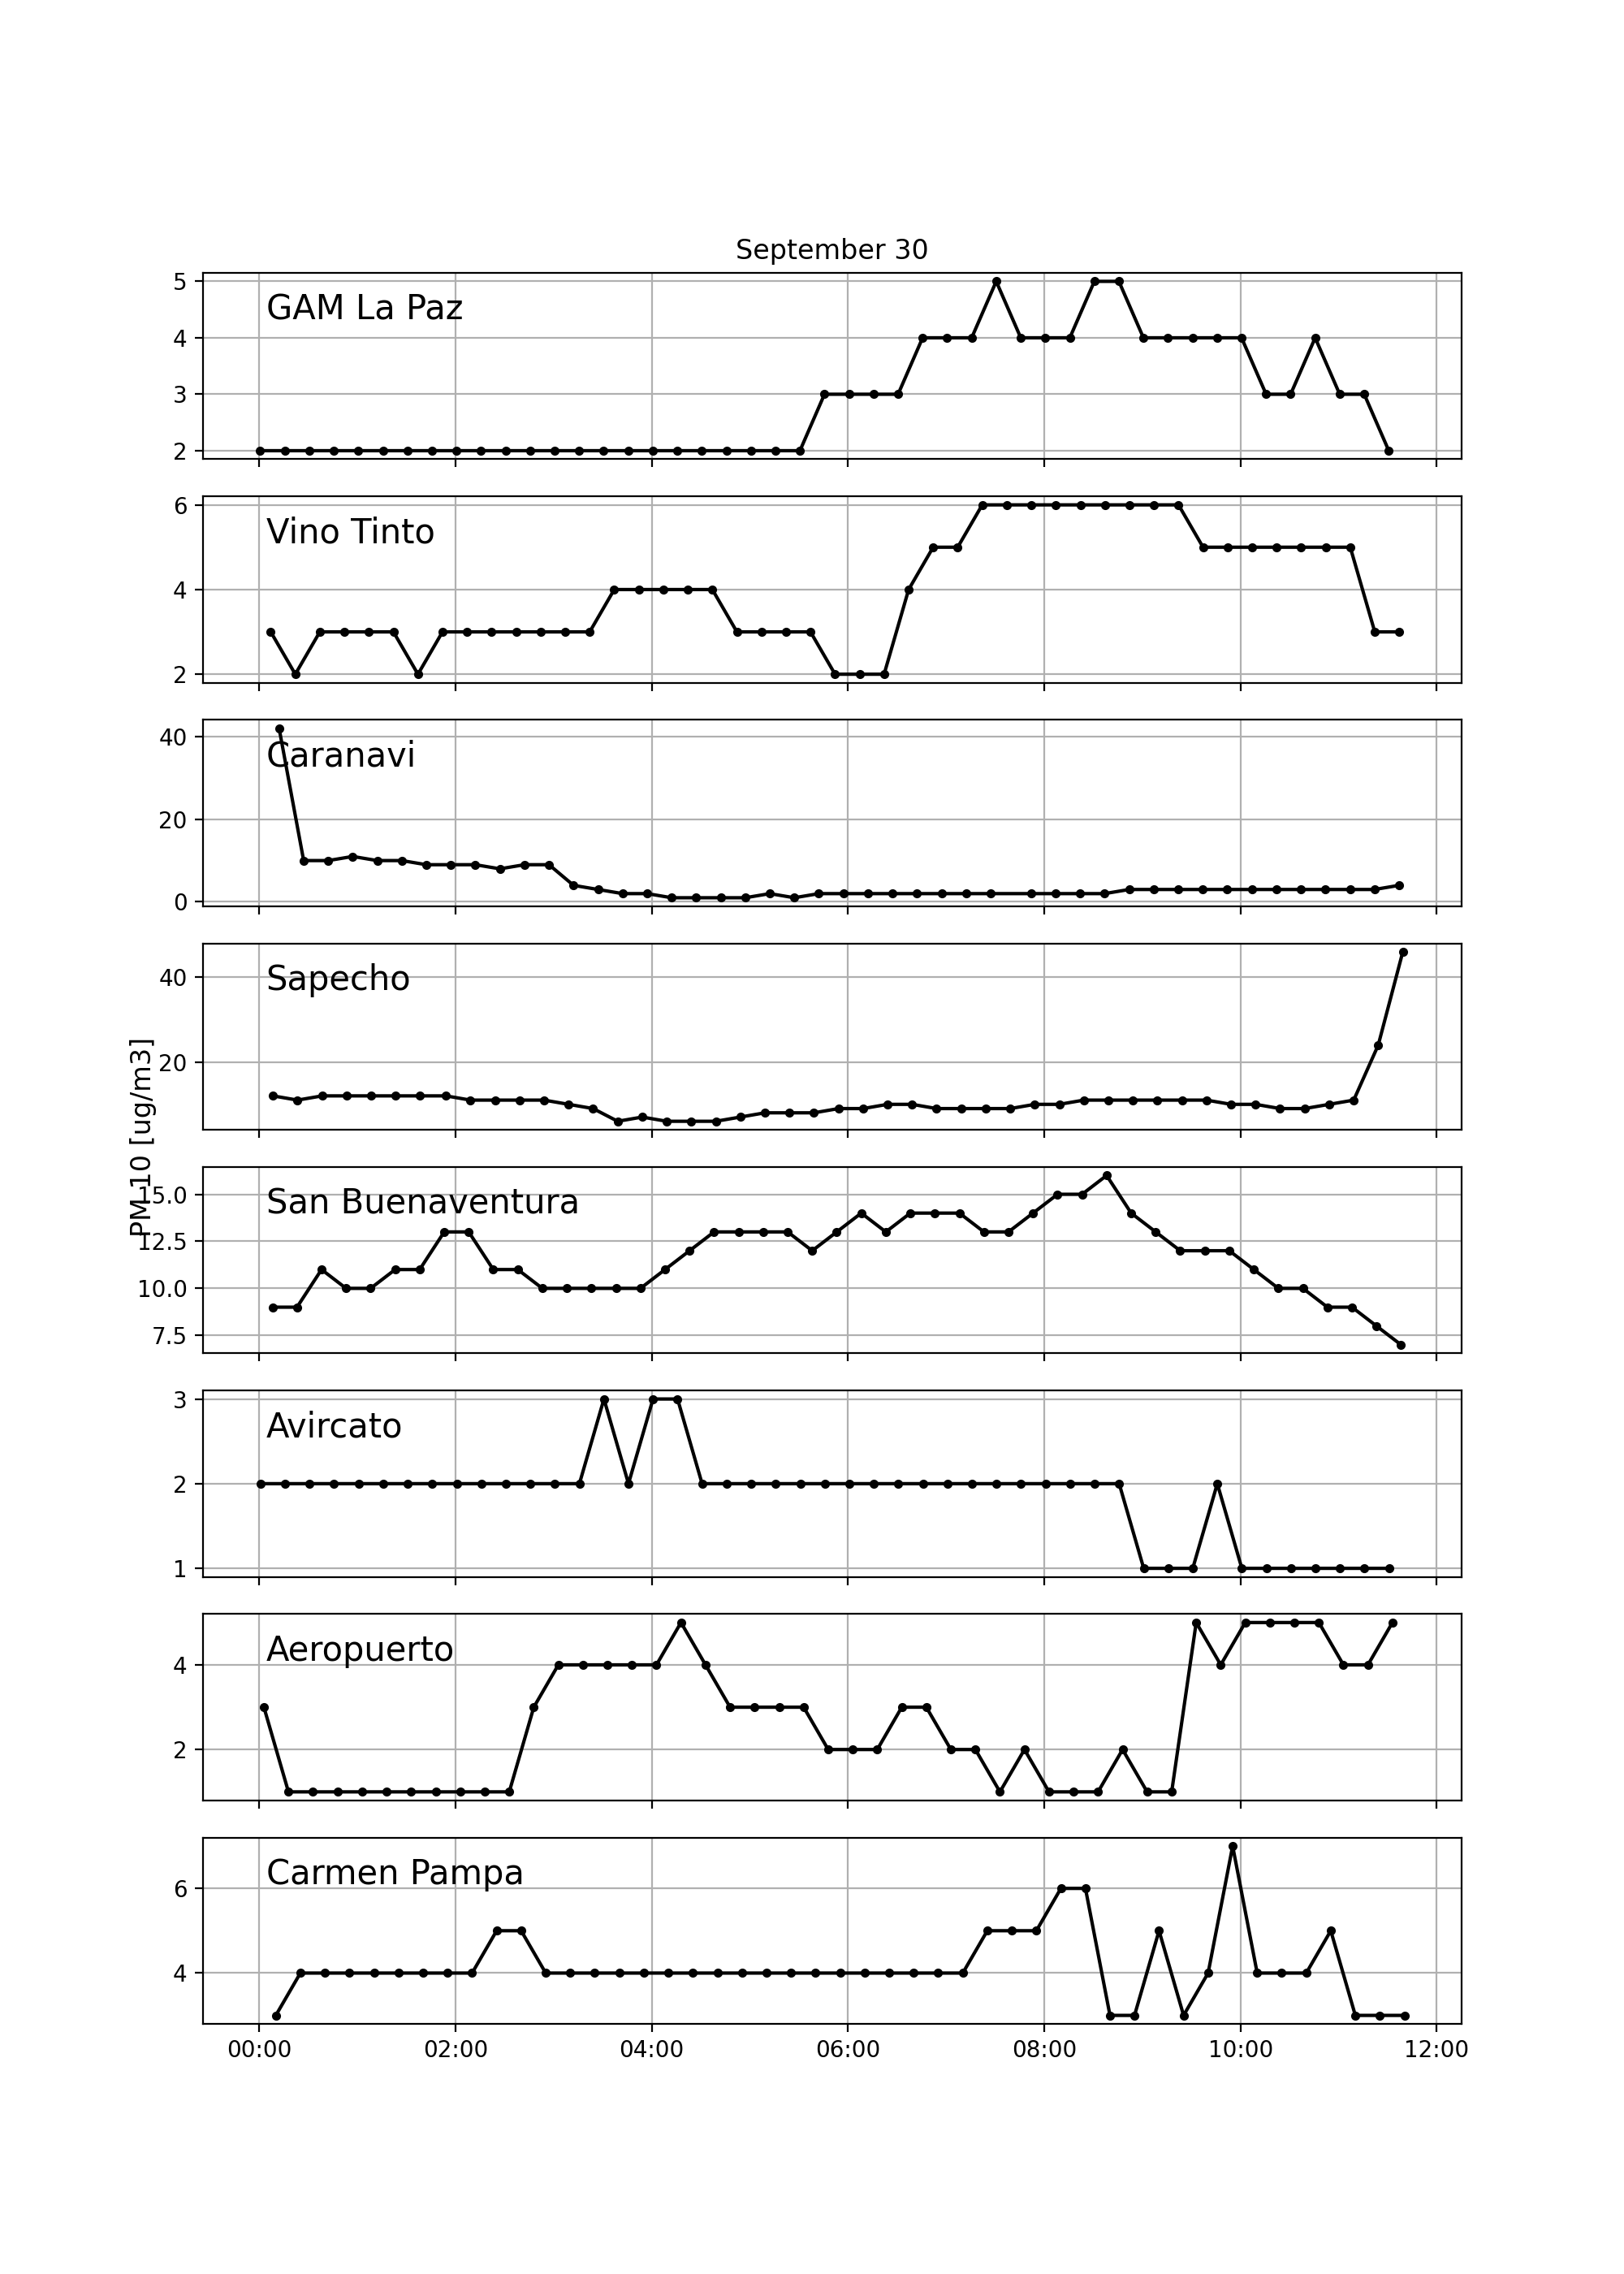 September 30
5
GAM La Paz
4
3
2
6
Vino Tinto
4
2
40
Caranavi
20
0
40
Sapecho
20
PM 10 [ug/m3]
15.0
San Buenaventura
12.5
10.0
7.5
3
Avircato
2
1
Aeropuerto
4
2
Carmen Pampa
6
4
00:00 02:00 04:00 06:00 08:00 10:00 12:00